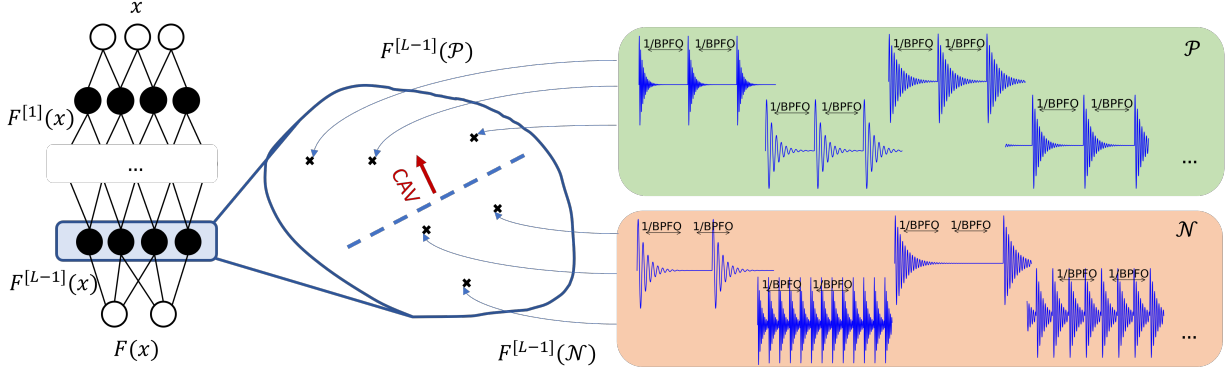 x
F^{[1]}(x)
...
F^{[L-1]}(x)
F(x)
F^{[L-1]}(𝒫)
CAV
F^{[L-1]}(𝒩)
𝒫
1/BPFO 1/BPFO
1/BPFO 1/BPFO
1/BPFO 1/BPFO
1/BPFO 1/BPFO
...
𝒩
1/BPFO 1/BPFO
1/BPFO 1/BPFO
1/BPFO 1/BPFO
1/BPFO 1/BPFO
...